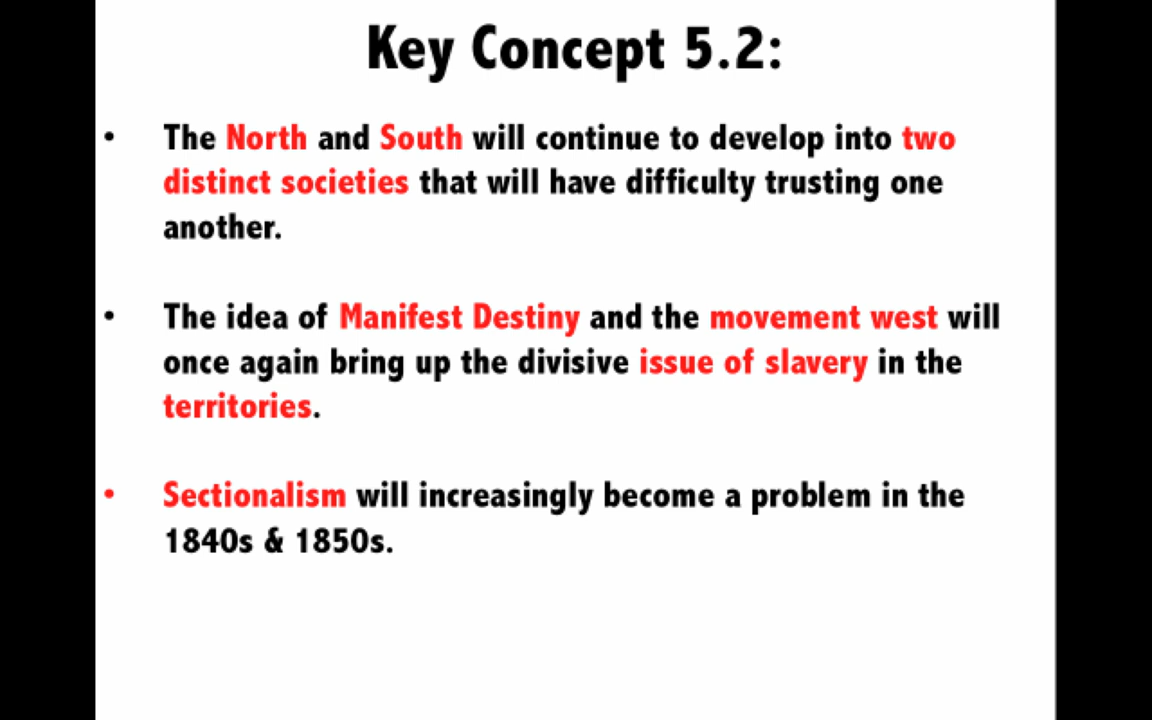 Key Concept 5.2:
• The North and South will continue to develop into two
distinct societies that will have difficulty trusting one
another.
• The idea of Manifest Destiny and the movement west will
once again bring up the divisive issue of slavery in the
territories.
• Sectionalism will increasingly become a problem in the
1840s & 1850s.